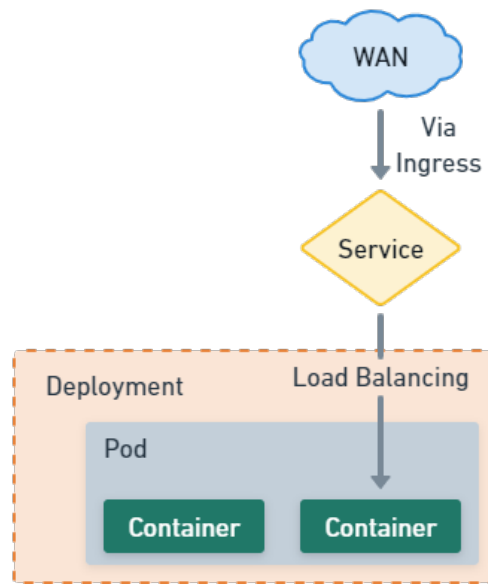 WAN
Via
Ingress
Service
Deployment
Load Balancing
Pod
Container
Container